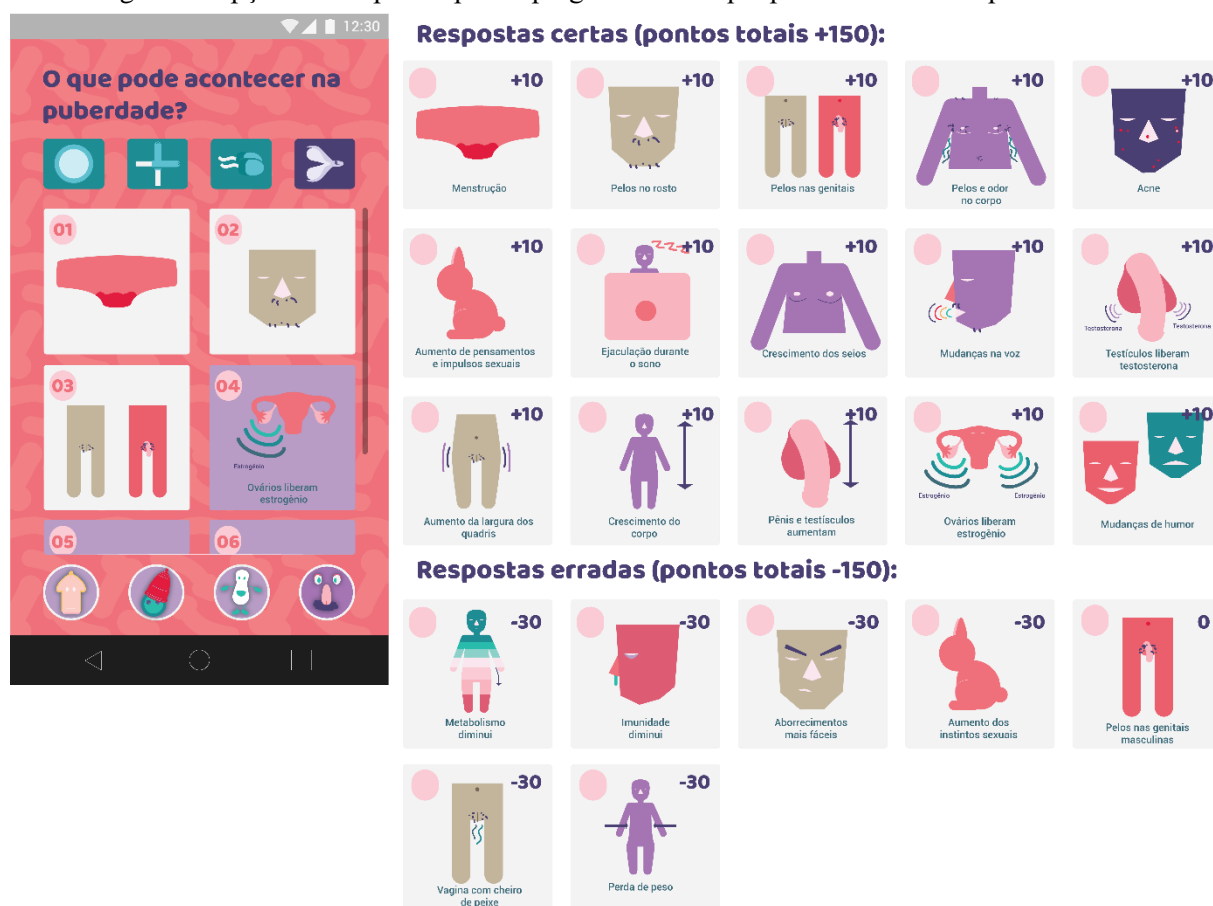 12:30
O que pode acontecer na
puberdade?
01
02
03
04
Estrogênio
Ovários liberam
estrogênio
05
06
Respostas certas (pontos totais +150):
+10
Menstrução
+10
Pelos no rosto
+10
Pelos nas genitais
+10
Pelos e odor
no corpo
+10
Acne
+10
Aumento de pensamentos
e impulsos sexuais
z-z-z
+10
Ejaculação durante
o sono
+10
Crescimento dos seios
+10
Mudanças na voz
+10
Testosterona
Testosterona
Testículos liberam
testosterona
+10
Aumento da largura dos
quadris
+10
Crescimento do
corpo
+10
Pênis e testísculos
aumentam
+10
Estrogênio
Estrogênio
Ovários liberam
estrogênio
+10
Mudanças de humor
Respostas erradas (pontos totais -150):
-30
Metabolismo
diminui
-30
Imunidade
diminui
-30
Aborrecimentos
mais fáceis
-30
Aumento dos
instintos sexuais
0
Pelos nas genitais
masculinas
-30
Vagina com cheiro
de peixe
-30
Perda de peso